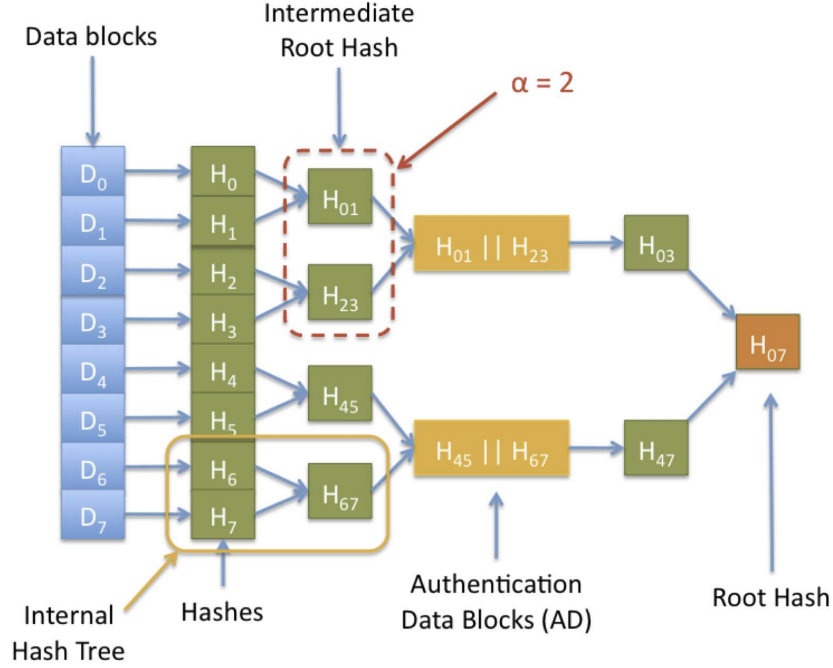 Data blocks
Intermediate
Root Hash
α = 2
D₀
H₀
H₀₁
D₁
H₁
H₀₁ || H₂₃
H₀₃
D₂
H₂
H₂₃
D₃
H₃
H₀₇
D₄
H₄
H₄₅
D₅
H₅
H₄₅ || H₆₇
H₄₇
D₆
H₆
H₆₇
D₇
H₇
Internal
Hash Tree
Hashes
Authentication
Data Blocks (AD)
Root Hash